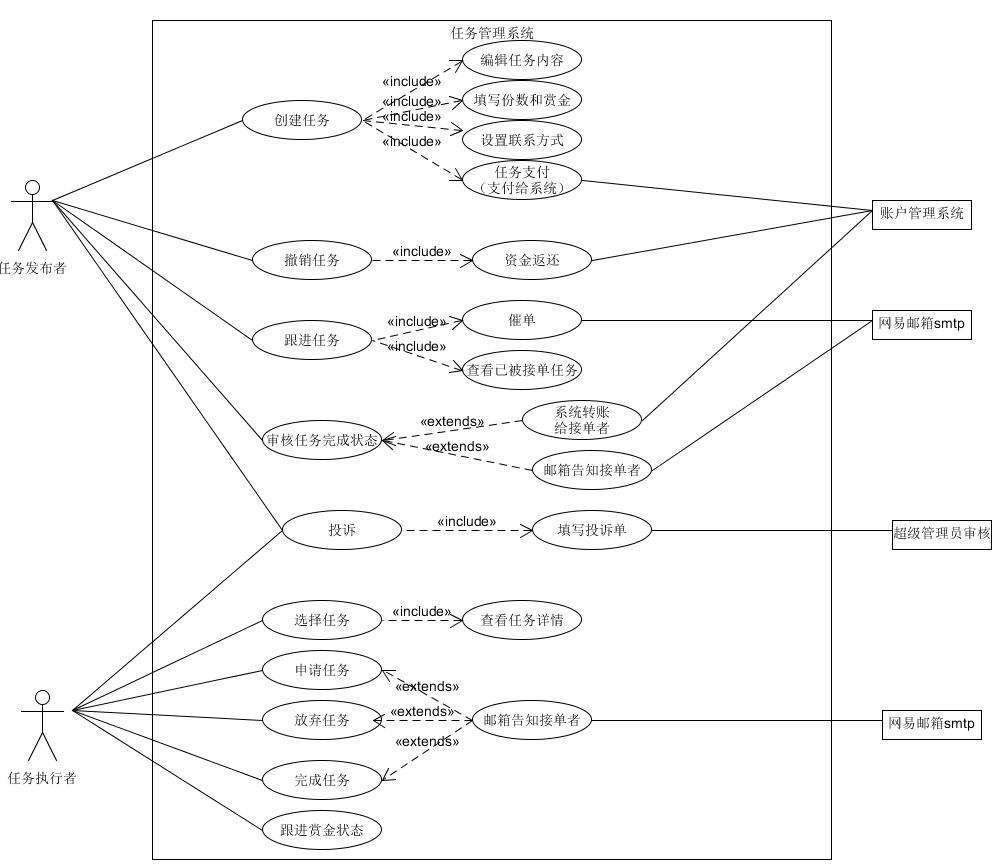 任务管理系统
编辑任务内容
«include»
填写份数和赏金
«include»
«include»
创建任务
设置联系方式
«include»
任务支付
（支付给系统）
账户管理系统
任务发布者
撤销任务
«include»
资金返还
«include»
催单
网易邮箱smtp
跟进任务
«include»
查看已被接单任务
系统转账
给接单者
«extends»
审核任务完成状态
«extends»
邮箱告知接单者
投诉
«include»
填写投诉单
超级管理员审核
选择任务
«include»
查看任务详情
申请任务
«extends»
放弃任务
«extends»
邮箱告知接单者
网易邮箱smtp
«extends»
任务执行者
完成任务
跟进赏金状态